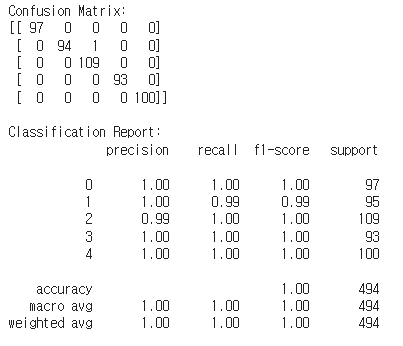 Confusion Matrix:
[[ 97 0 0 0 0]
[ 0 94 1 0 0]
[ 0 0 109 0 0]
[ 0 0 0 93 0]
[ 0 0 0 0 100]]
Classification Report:
precision recall f1-score support
0 1.00 1.00 1.00 97
1 1.00 0.99 0.99 95
2 0.99 1.00 1.00 109
3 1.00 1.00 1.00 93
4 1.00 1.00 1.00 100
accuracy 1.00 494
macro avg 1.00 1.00 1.00 494
weighted avg 1.00 1.00 1.00 494